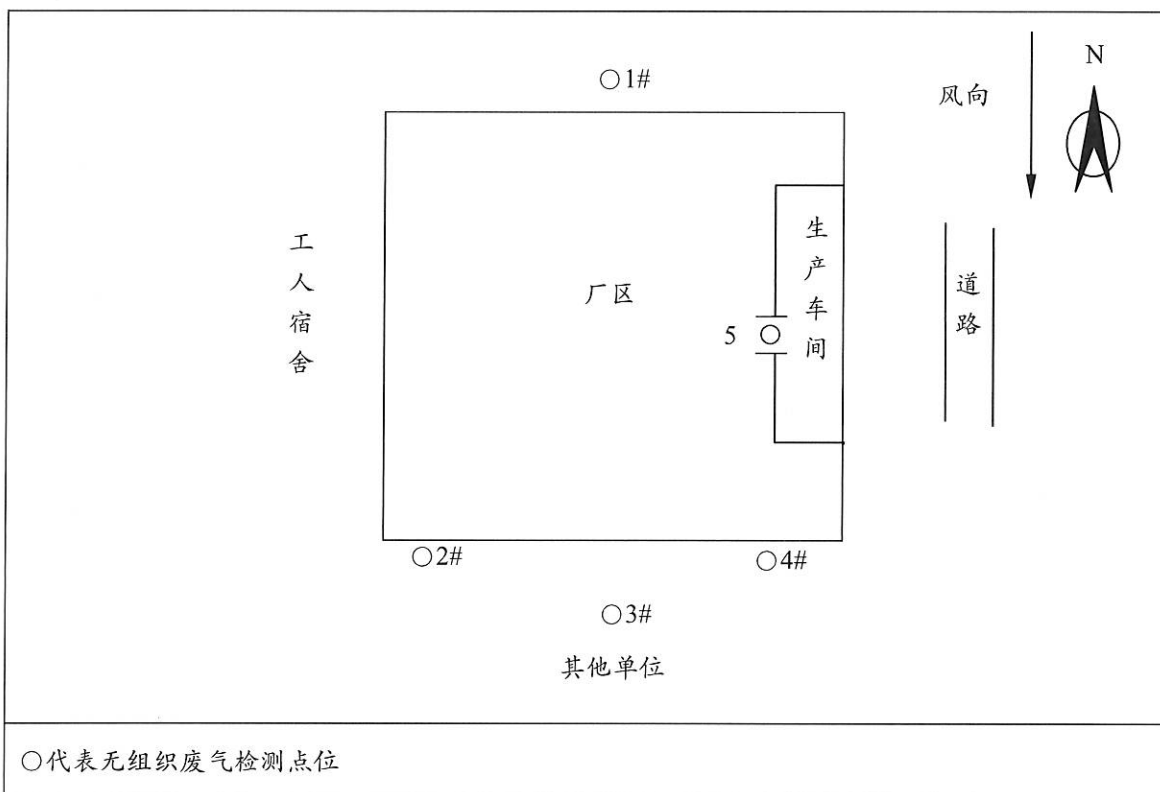 ○1#
风向
N
工人宿舍
厂区
生产车间
道路
5
○2#
○4#
○3#
其他单位
○代表无组织废气检测点位